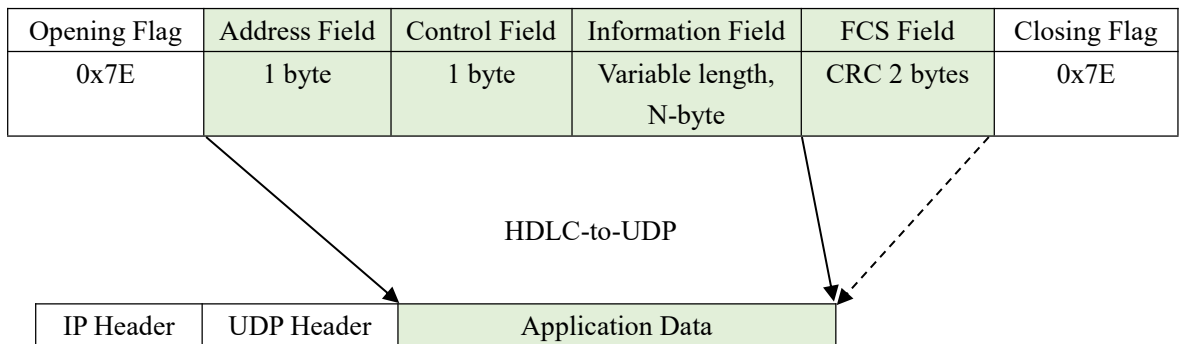 Opening Flag Address Field Control Field Information Field FCS Field Closing Flag
0x7E 1 byte 1 byte Variable length, CRC 2 bytes 0x7E
N-byte
HDLC-to-UDP
IP Header UDP Header Application Data